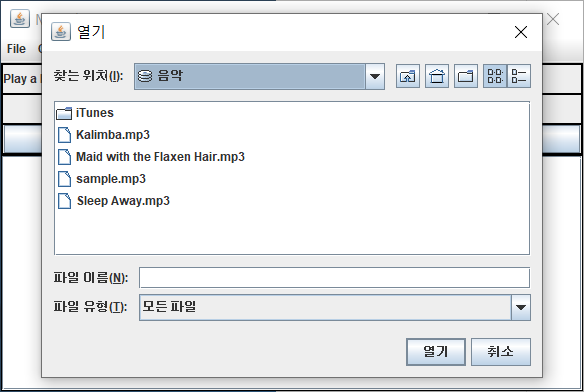 열기
File
Play a
찾는 위치(I):
음악
iTunes
Kalimba.mp3
Maid with the Flaxen Hair.mp3
sample.mp3
Sleep Away.mp3
파일 이름(N):
파일 유형(T):
모든 파일
열기
취소